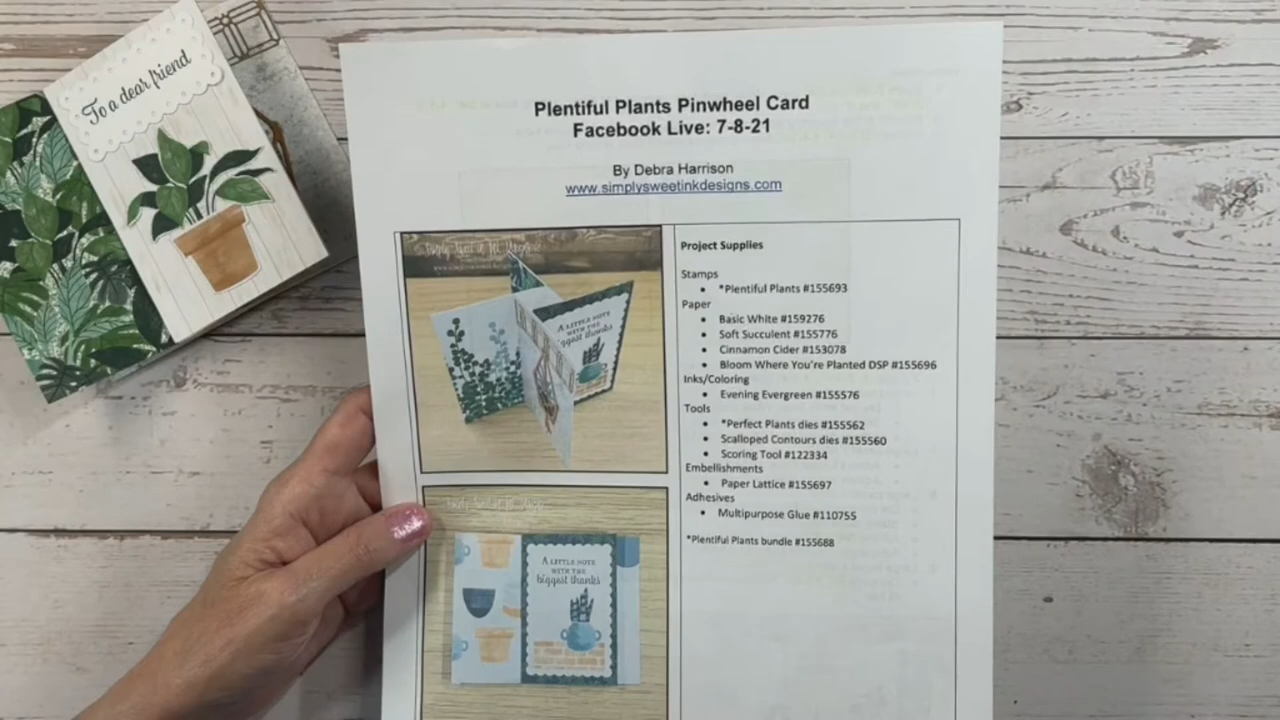 To a dear friend
Plentiful Plants Pinwheel Card
Facebook Live: 7-8-21
By Debra Harrison
www.simplysweetinkdesigns.com
A LITTLE NOTE
WITH THE
biggest thanks
A LITTLE NOTE
WITH THE
biggest thanks
Project Supplies
Stamps
• *Plentiful Plants #155693
Paper
• Basic White #159276
• Soft Succulent #155776
• Cinnamon Cider #153078
• Bloom Where You're Planted DSP #155696
Inks/Coloring
• Evening Evergreen #155576
Tools
• *Perfect Plants dies #155562
• Scalloped Contours dies #155560
• Scoring Tool #122334
Embellishments
• Paper Lattice #155697
Adhesives
• Multipurpose Glue #110755
*Plentiful Plants bundle #155688